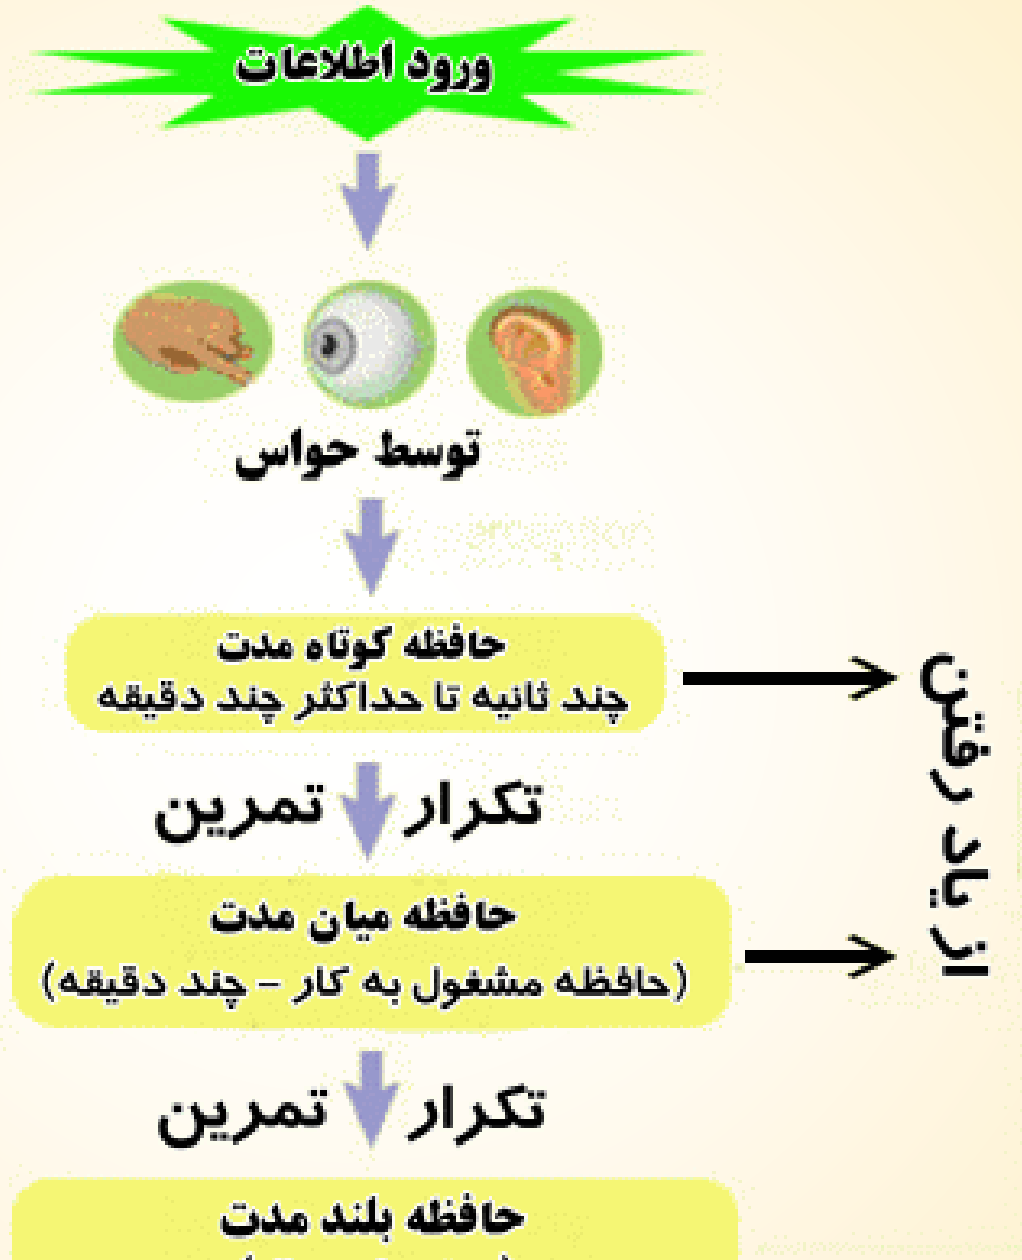 ورود اطلاعات
توسط حواس
حافظه کوتاه مدت
چند ثانیه تا حداکثر چند دقیقه
تکرار تمرین
حافظه میان مدت
(حافظه مشغول به کار – چند دقیقه)
تکرار تمرین
حافظه بلند مدت
از یاد رفتن